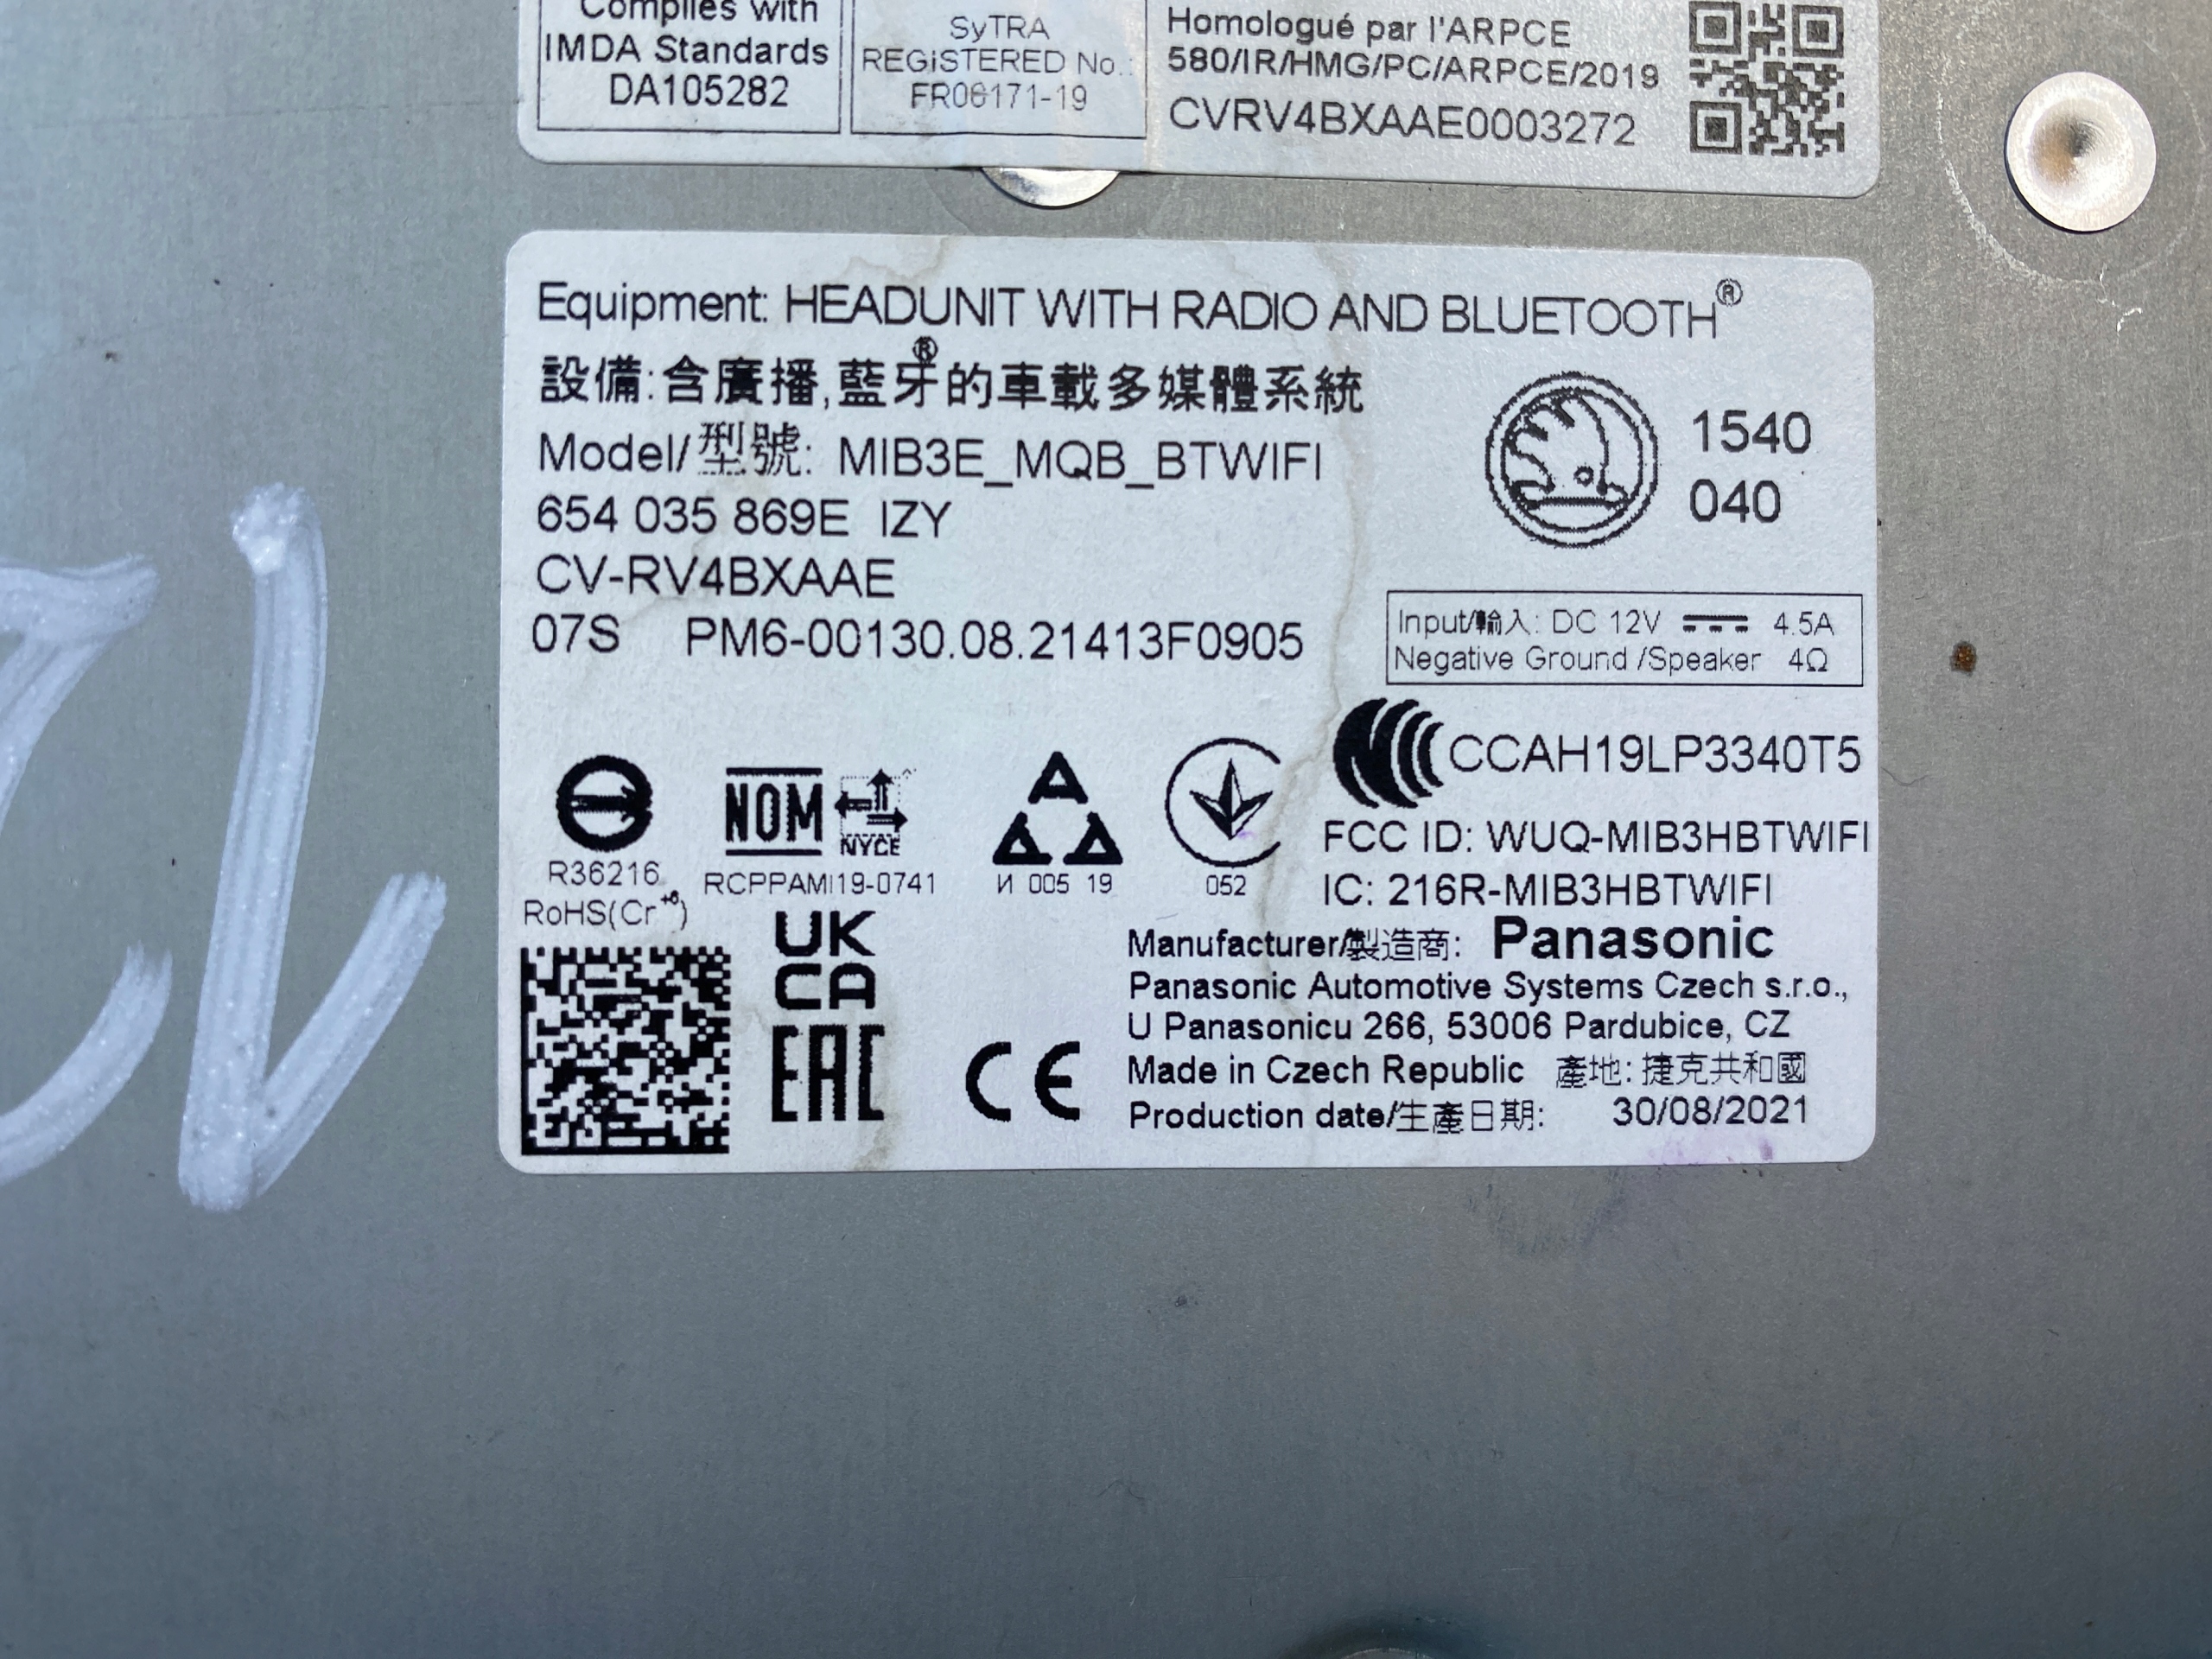 Complies with
IMDA Standards
DA105282
SyTRA
REGISTERED No.:
FR06171-19
Homologué par l'ARPCE
580/IR/HMG/PC/ARPCE/2019
CVRV4BXAAE0003272
Equipment: HEADUNIT WITH RADIO AND BLUETOOTH®
設備:含廣播,藍牙®的車載多媒體系統
Model/型號: MIB3E_MQB_BTWIFI
654 035 869E IZY
CV-RV4BXAAE
07S PM6-00130.08.21413F0905
1540
040
Input/輸入: DC 12V 4.5A
Negative Ground /Speaker 4Ω
CCAH19LP3340T5
FCC ID: WUQ-MIB3HBTWIFI
IC: 216R-MIB3HBTWIFI
R36216
RoHS(Cr⁺⁶)
NOM
NYCE
RCPPAMI19-0741
И 005 19
052
UK
CA
EAC
CE
Manufacturer/製造商: Panasonic
Panasonic Automotive Systems Czech s.r.o.,
U Panasonicu 266, 53006 Pardubice, CZ
Made in Czech Republic 產地: 捷克共和國
Production date/生產日期: 30/08/2021